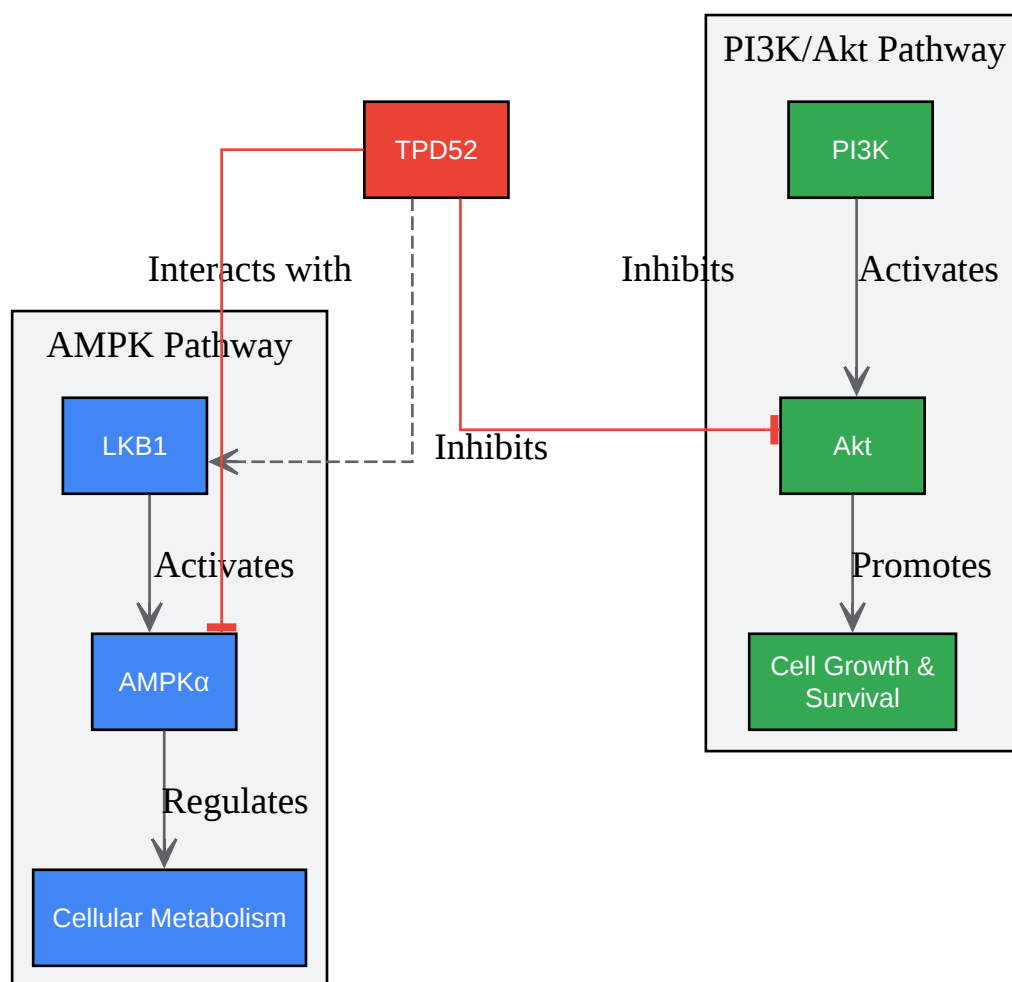 PI3K/Akt Pathway
TPD52
PI3K
Interacts with
Inhibits
Activates
AMPK Pathway
LKB1
Inhibits
Akt
Activates
Promotes
AMPKα
Cell Growth &
Survival
Regulates
Cellular Metabolism